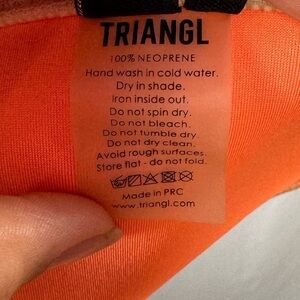 TRIANGL
100% NEOPRENE
Hand wash in cold water.
Dry in shade.
Iron inside out.
Do not spin dry.
Do not bleach.
Do not tumble dry.
Do not dry clean.
Avoid rough surfaces.
Store flat - do not fold.
Made in PRC
www.triangl.com